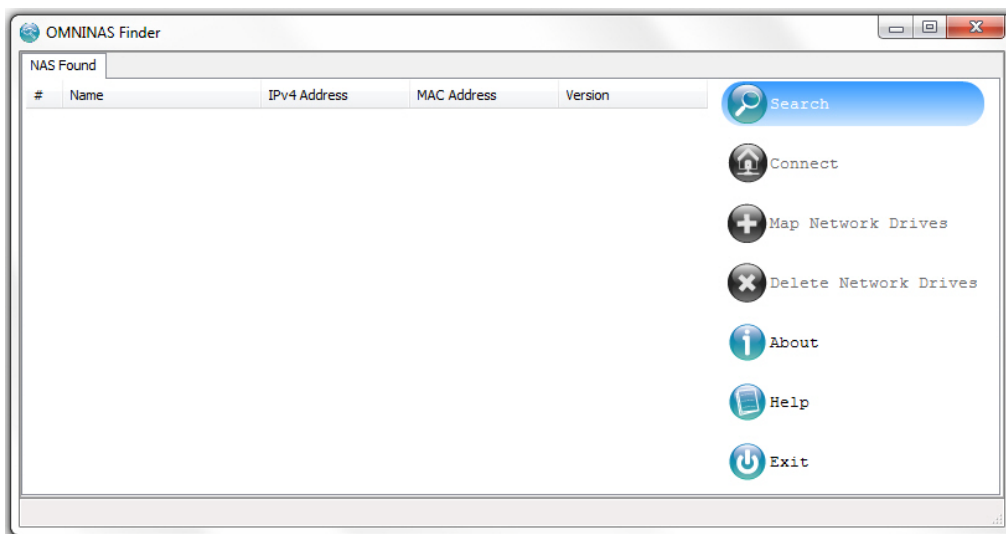 OMNINAS Finder
NAS Found
# Name IPv4 Address MAC Address Version
Search
Connect
Map Network Drives
Delete Network Drives
About
Help
Exit